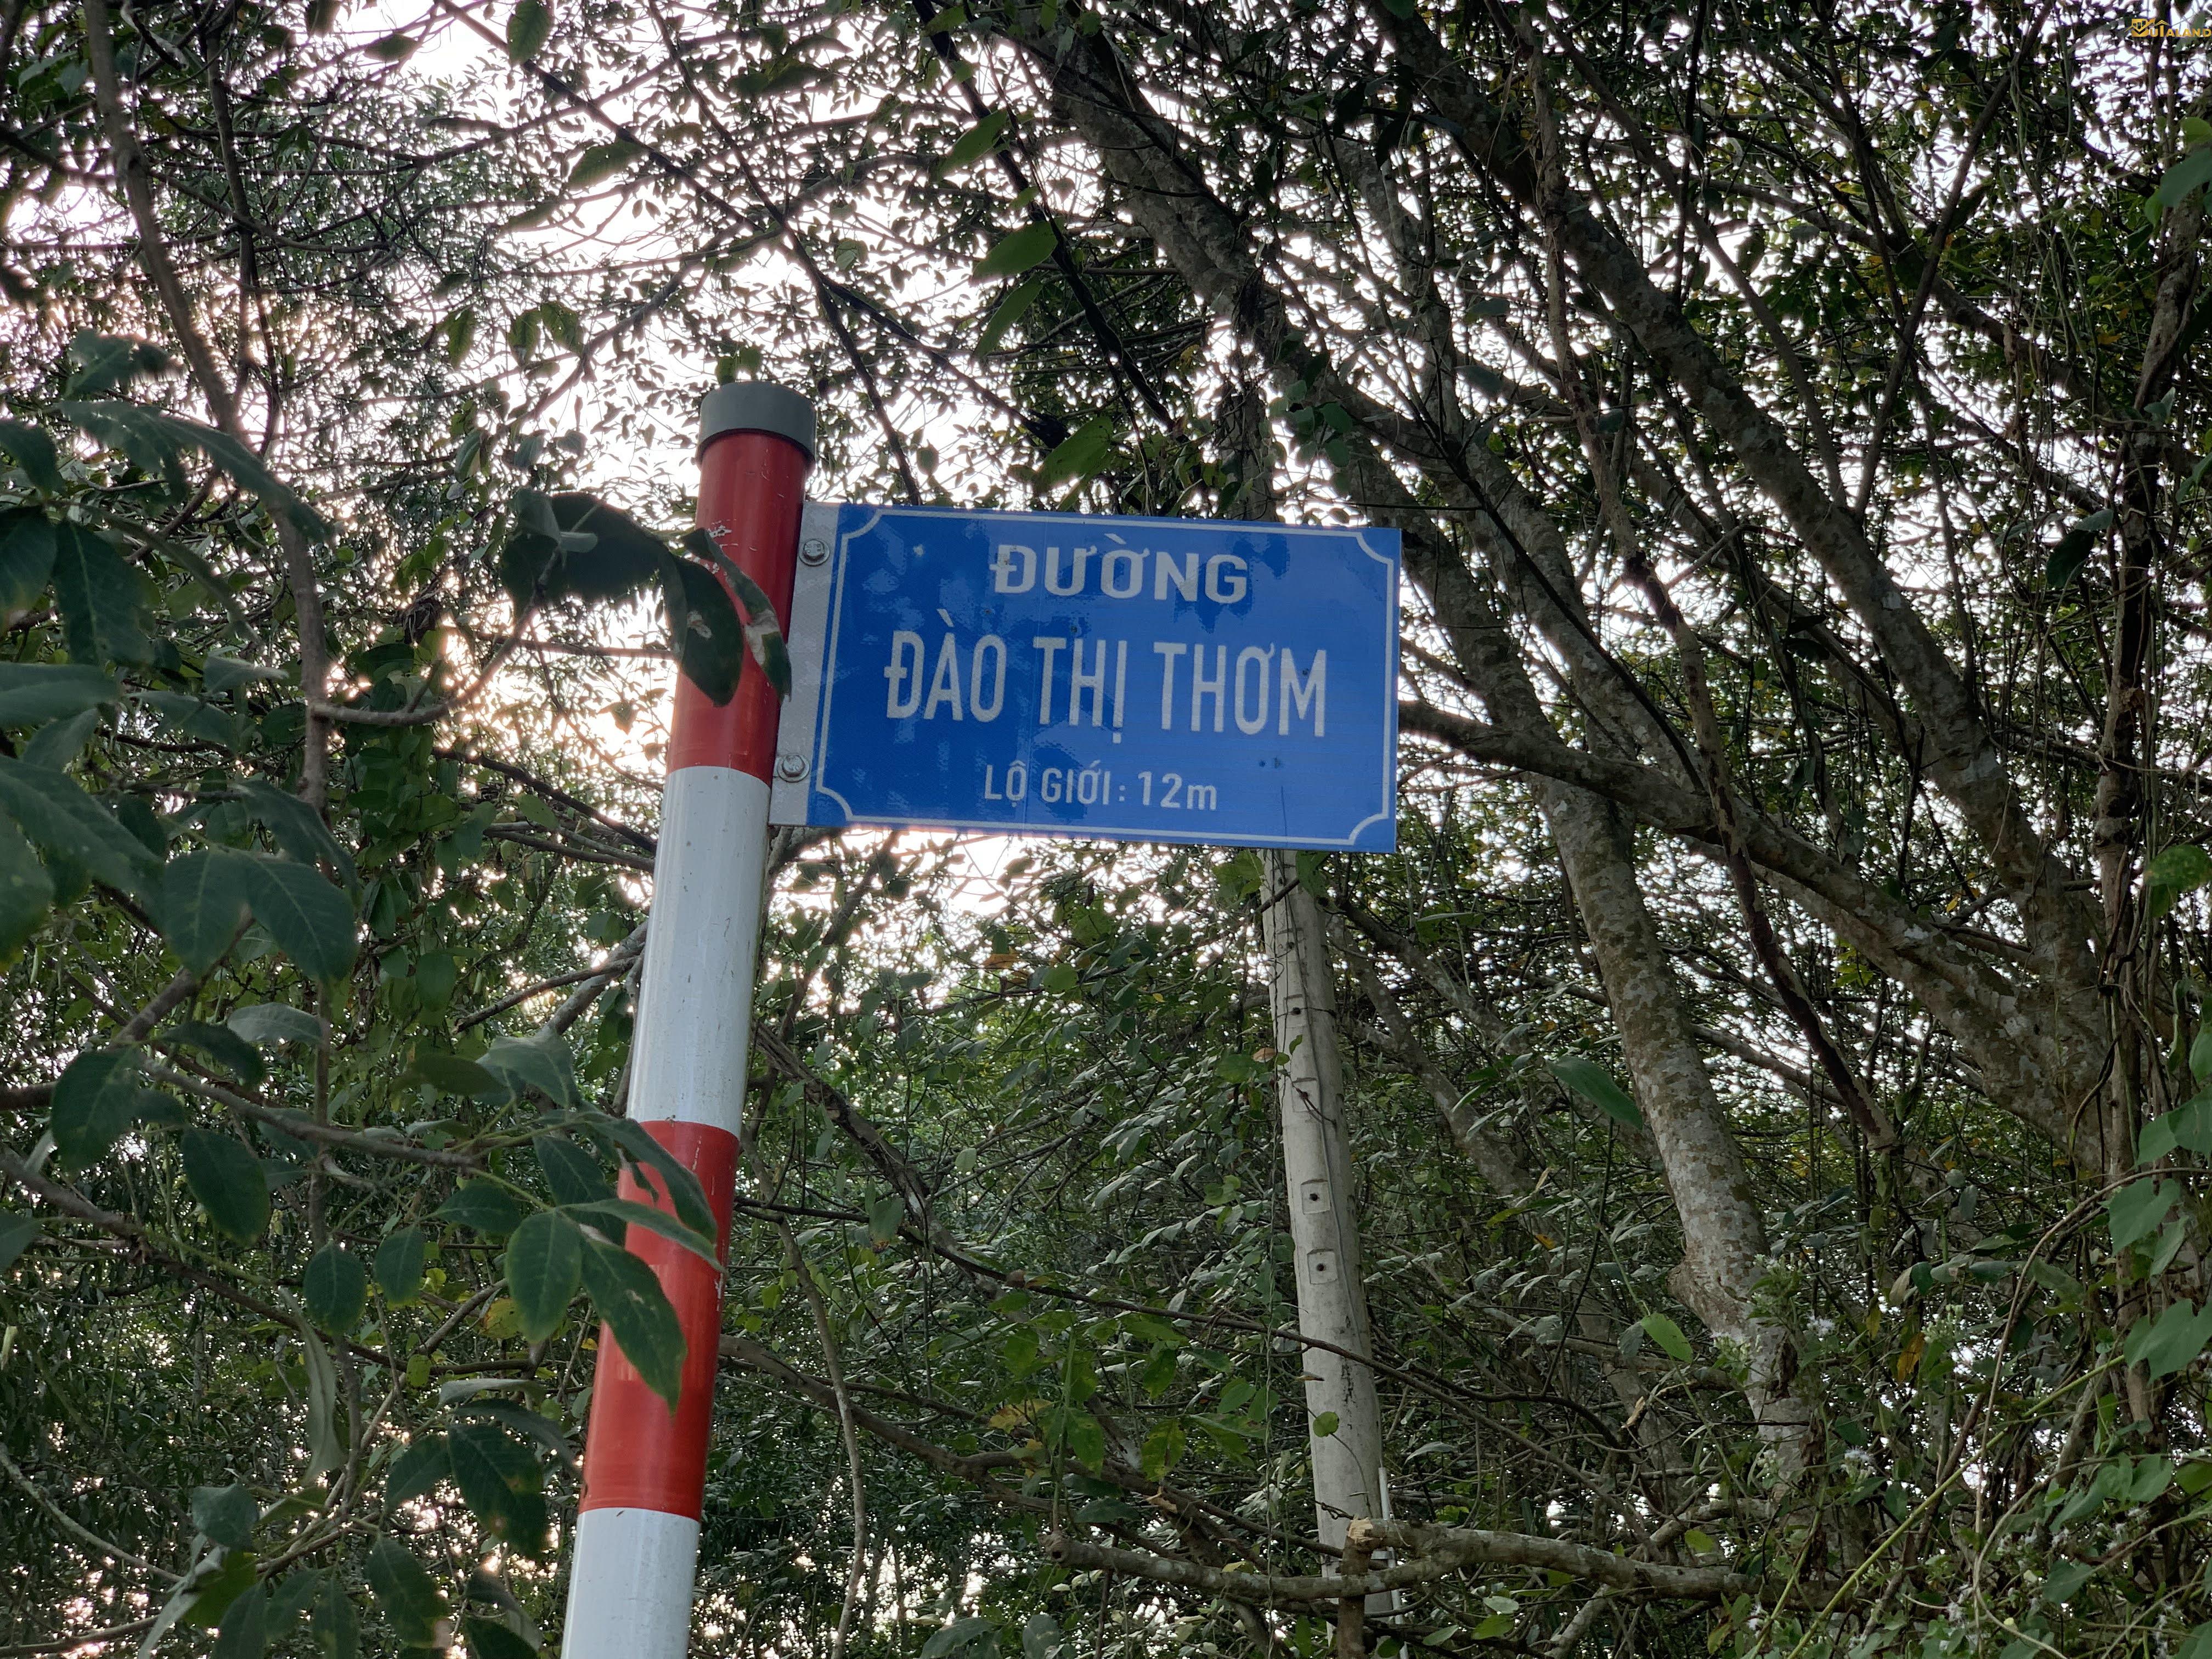 ĐƯỜNG
ĐÀO THỊ THƠM
LỘ GIỚI: 12m